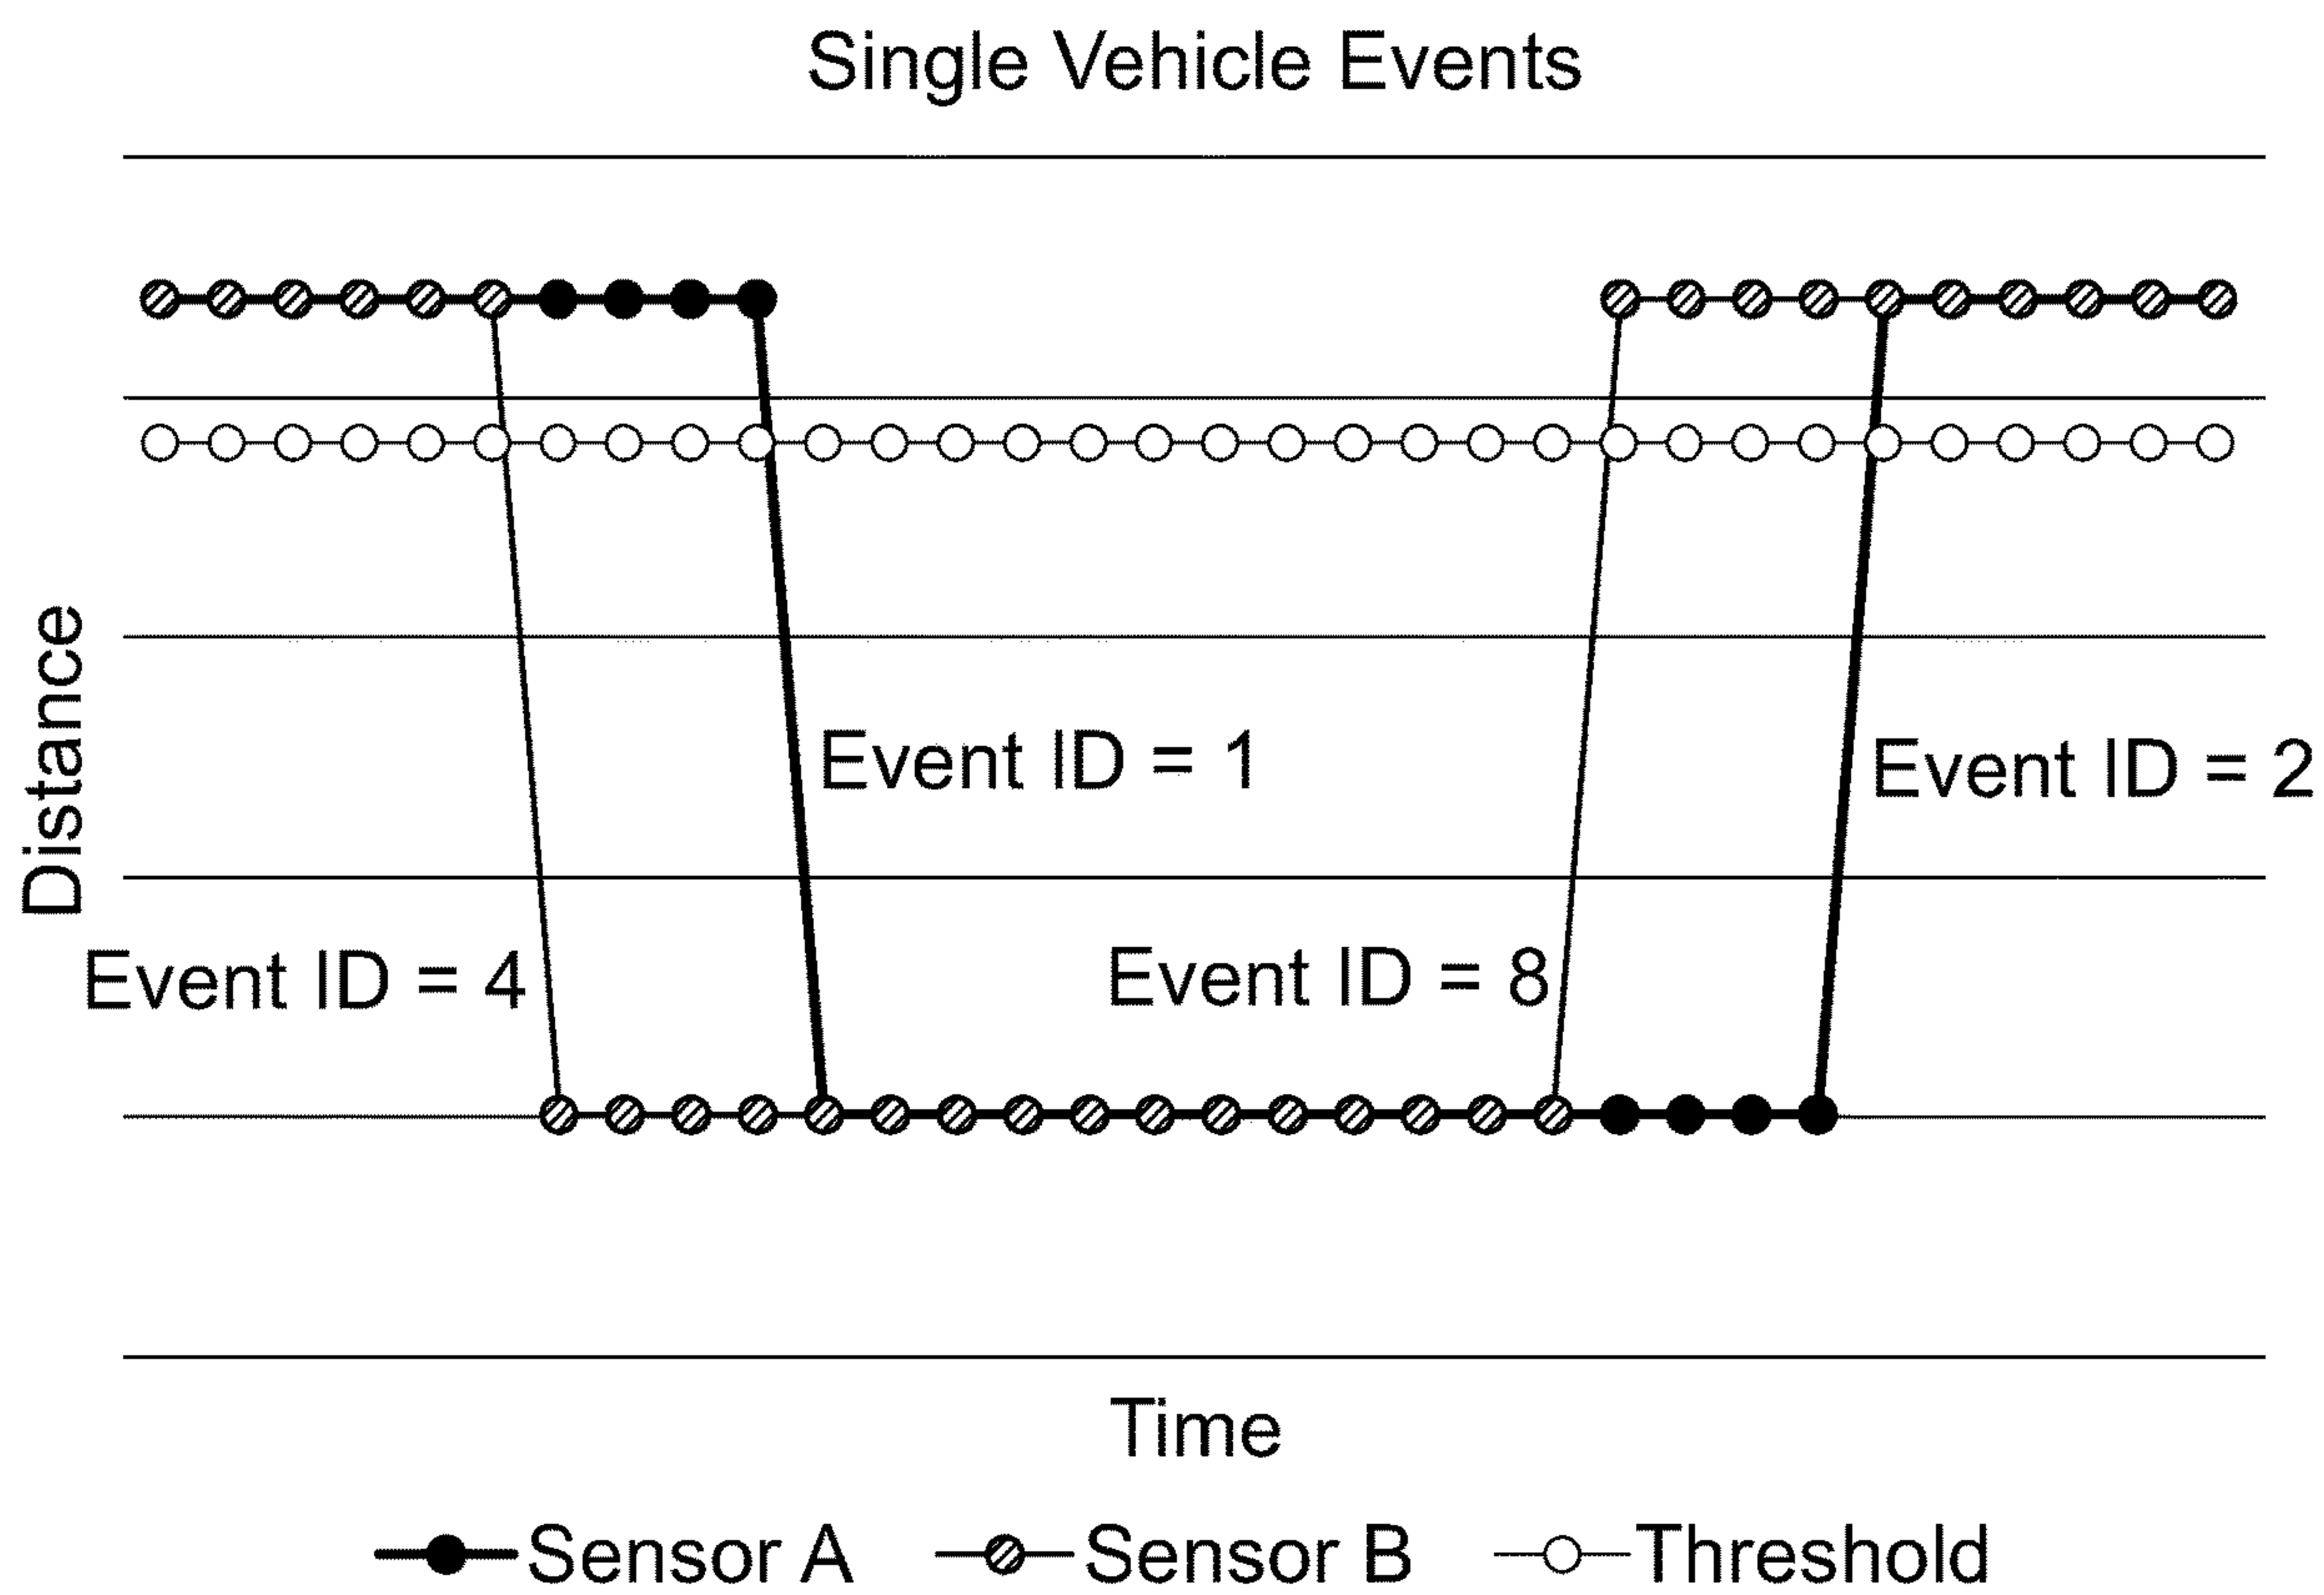 Single Vehicle Events
Distance
Event ID = 1
Event ID = 2
Event ID = 4
Event ID = 8
Time
Sensor A
Sensor B
Threshold